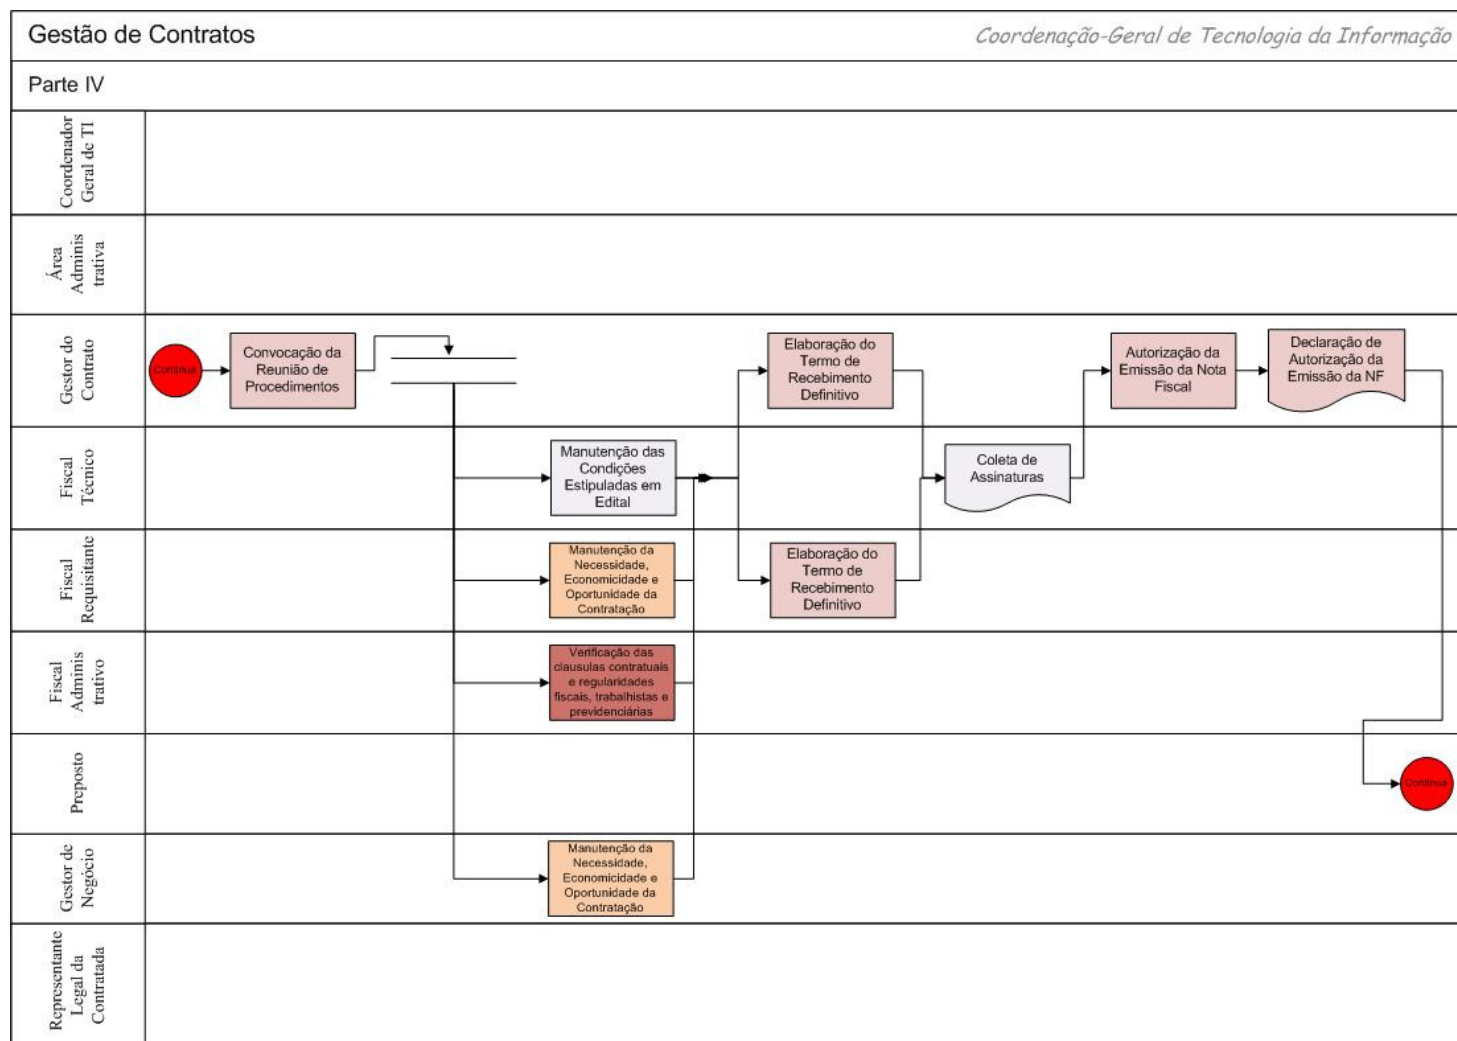 Gestão de Contratos
Coordenação-Geral de Tecnologia da Informação
Parte IV
Coordenador
Geral de TI
Área
Adminis
trativa
Gestor do
Contrato
Continua
Convocação da
Reunião de
Procedimentos
Elaboração do
Termo de
Recebimento
Definitivo
Autorização da
Emissão da Nota
Fiscal
Declaração de
Autorização da
Emissão da NF
Fiscal
Técnico
Manutenção das
Condições
Estipuladas em
Edital
Coleta de
Assinaturas
Fiscal
Requisitante
Manutenção da
Necessidade,
Economicidade e
Oportunidade da
Contratação
Elaboração do
Termo de
Recebimento
Definitivo
Fiscal
Adminis
trativo
Verificação das
clausulas contratuais
e regularidades
fiscais, trabalhistas e
previdenciárias
Preposto
Continua
Gestor de
Negócio
Manutenção da
Necessidade,
Economicidade e
Oportunidade da
Contratação
Representante
Legal da
Contratada